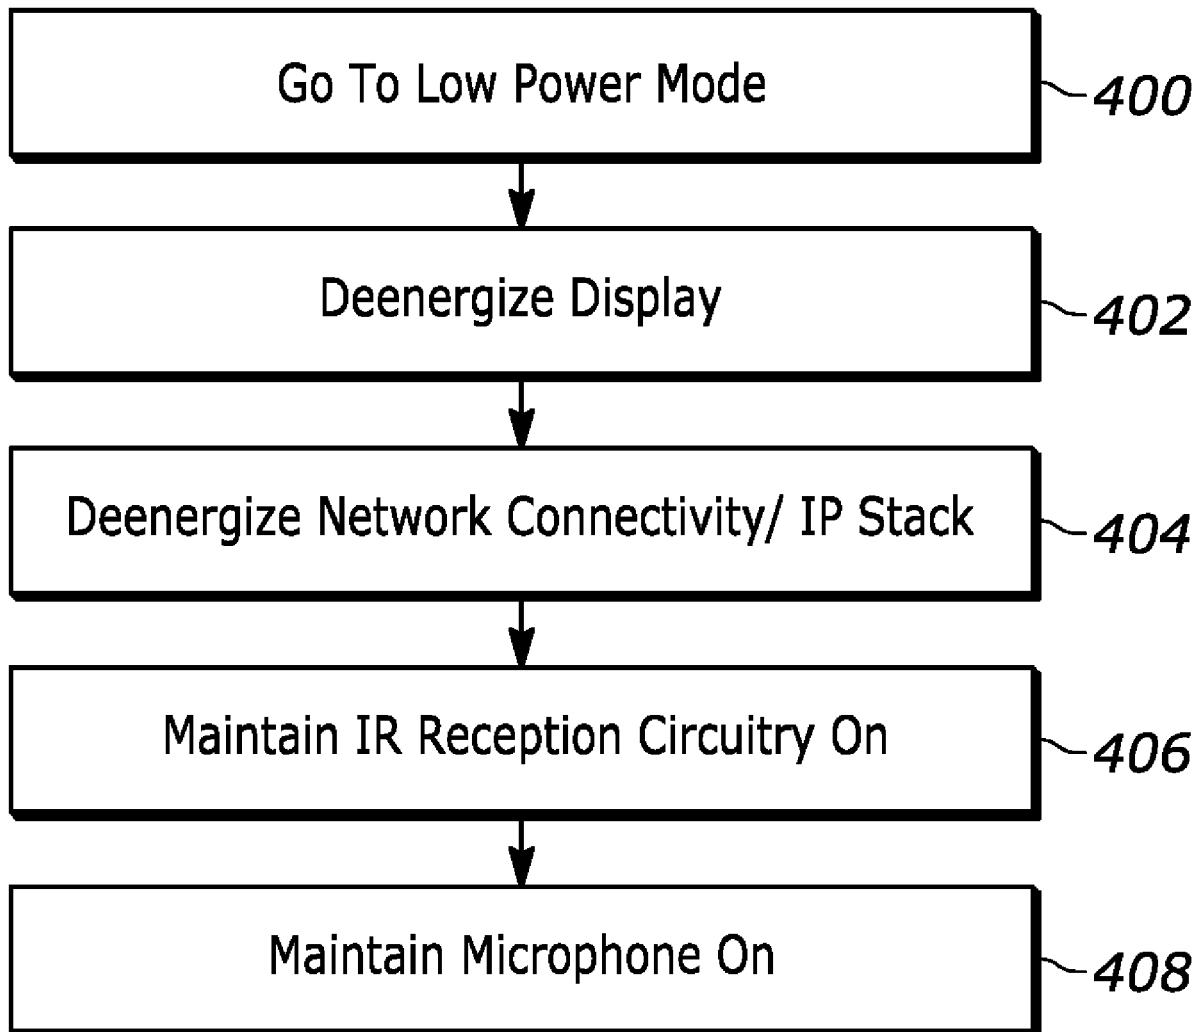 Go To Low Power Mode
400
Deenergize Display
402
Deenergize Network Connectivity/ IP Stack
404
Maintain IR Reception Circuitry On
406
Maintain Microphone On
408